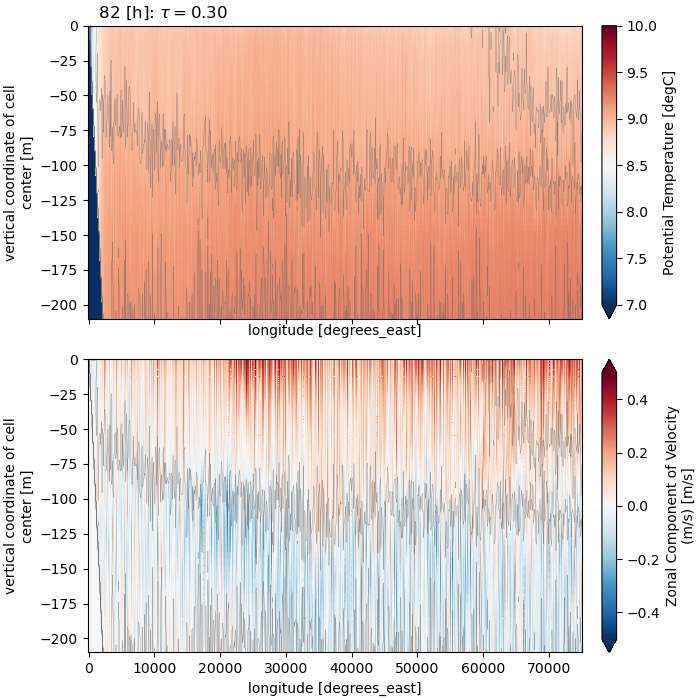 82 [h]: τ = 0.30
0
−25
−50
−75
−100
−125
−150
−175
−200
vertical coordinate of cell
center [m]
longitude [degrees_east]
10.0
9.5
9.0
8.5
8.0
7.5
7.0
Potential Temperature [degC]
0
−25
−50
−75
−100
−125
−150
−175
−200
vertical coordinate of cell
center [m]
0 10000 20000 30000 40000 50000 60000 70000
longitude [degrees_east]
0.4
0.2
0.0
−0.2
−0.4
Zonal Component of Velocity
(m/s) [m/s]